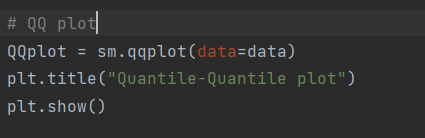 # QQ plot
QQplot = sm.qqplot(data=data)
plt.title("Quantile-Quantile plot")
plt.show()